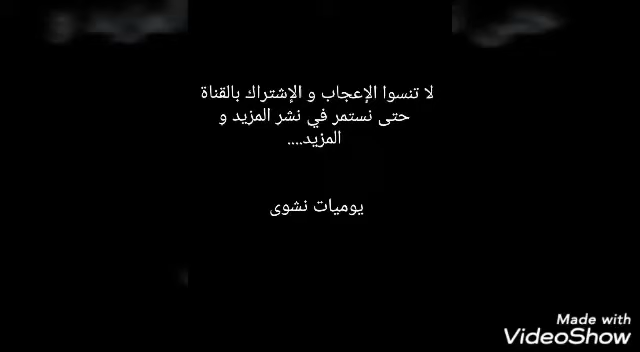 لا تنسوا الإعجاب و الإشتراك بالقناة
حتى نستمر في نشر المزيد و
المزيد....
يوميات نشوى
Made with
VideoShow